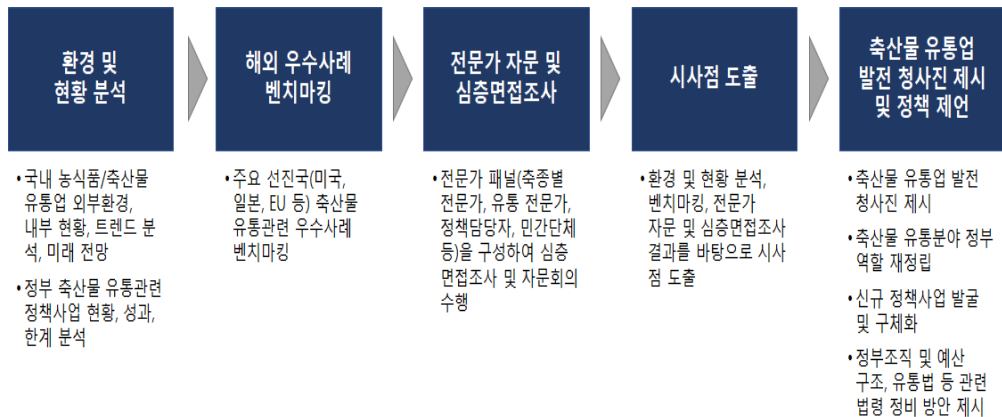 환경 및
현황 분석
해외 우수사례
벤치마킹
전문가 자문 및
심층면접조사
시사점 도출
축산물 유통업
발전 청사진 제시
및 정책 제언
•국내 농식품/축산물
유통업 외부환경,
내부 현황, 트렌드 분
석, 미래 전망
•정부 축산물 유통관련
정책사업 현황, 성과,
한계 분석
•주요 선진국(미국,
일본, EU 등) 축산물
유통관련 우수사례
벤치마킹
•전문가 패널(축종별
전문가, 유통 전문가,
정책담당자, 민간단체
등)을 구성하여 심층
면접조사 및 자문회의
수행
•환경 및 현황 분석,
벤치마킹, 전문가
자문 및 심층면접조사
결과를 바탕으로 시사
점 도출
•축산물 유통업 발전
청사진 제시
•축산물 유통분야 정부
역할 재정립
•신규 정책사업 발굴
및 구체화
•정부조직 및 예산
구조, 유통법 등 관련
법령 정비 방안 제시